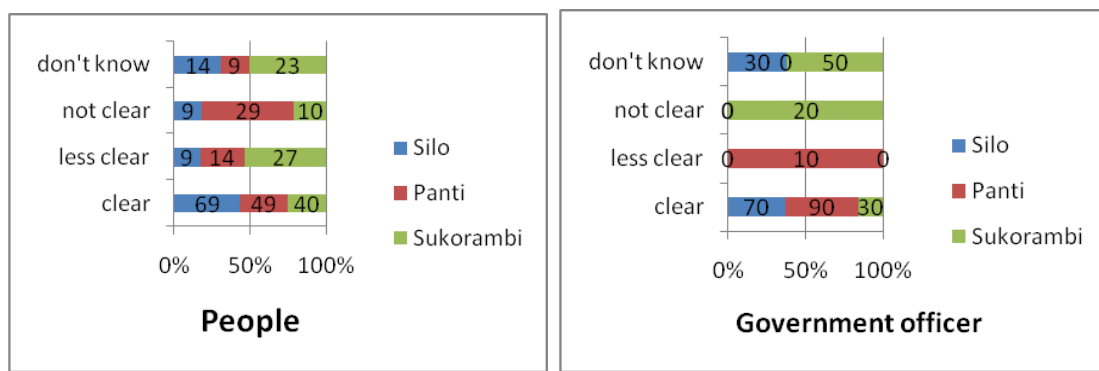 don't know 14 9 23
not clear 9 29 10
less clear 9 14 27
clear 69 49 40
0% 50% 100%
Silo
Panti
Sukorambi
People
don't know 30 0 50
not clear 0 20
less clear 0 10 0
clear 70 90 30
0% 50% 100%
Silo
Panti
Sukorambi
Government officer